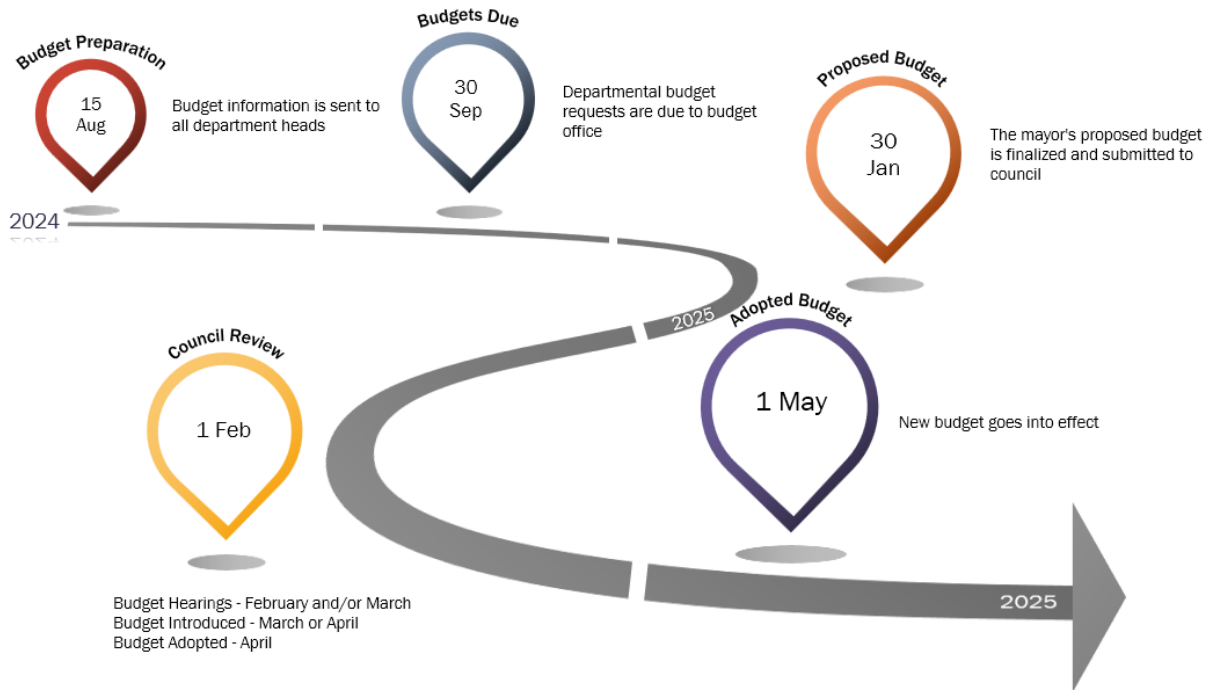 Budget Preparation
15
Aug
Budget information is sent to
all department heads
Budgets Due
30
Sep
Departmental budget
requests are due to budget
office
Proposed Budget
30
Jan
The mayor's proposed budget
is finalized and submitted to
council
2024
2025
Council Review
1 Feb
Budget Hearings - February and/or March
Budget Introduced - March or April
Budget Adopted - April
Adopted Budget
1 May
New budget goes into effect
2025